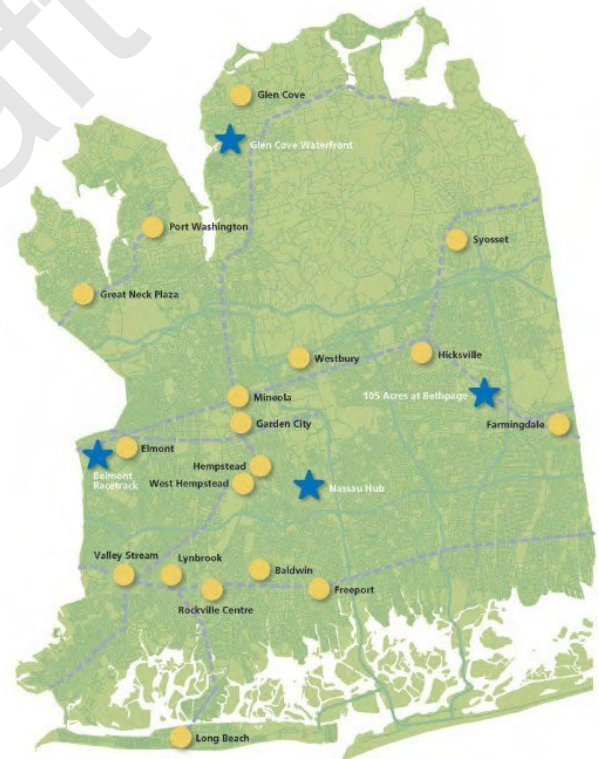 Glen Cove
Glen Cove Waterfront
Port Washington
Syosset
Great Neck Plaza
Westbury
Hicksville
105 Acres at Bethpage
Mineola
Garden City
Farmingdale
Elmont
Belmont
Racetrack
Hempstead
West Hempstead
Nassau Hub
Valley Stream
Lynbrook
Baldwin
Freeport
Rockville Centre
Long Beach